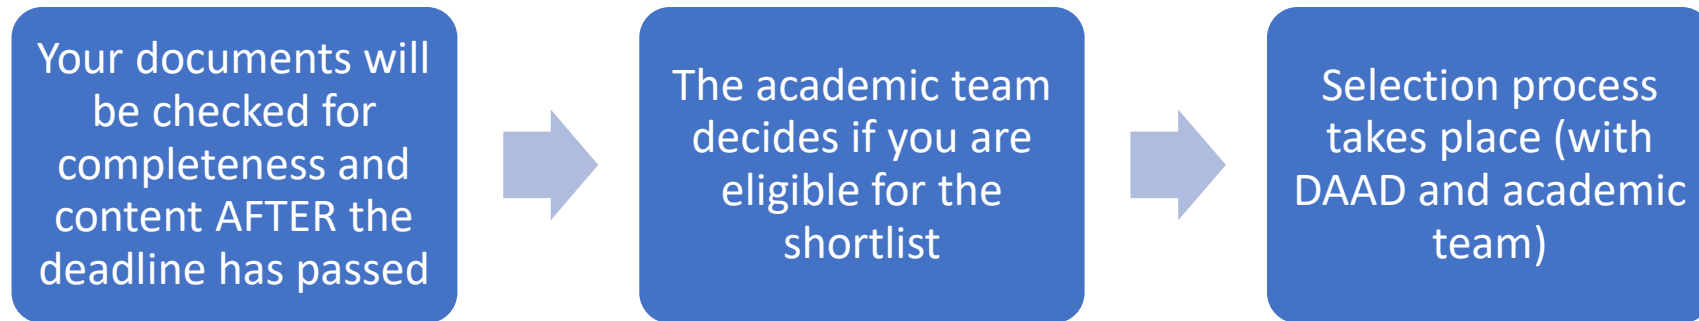 Your documents will
be checked for
completeness and
content AFTER the
deadline has passed
The academic team
decides if you are
eligible for the
shortlist
Selection process
takes place (with
DAAD and academic
team)